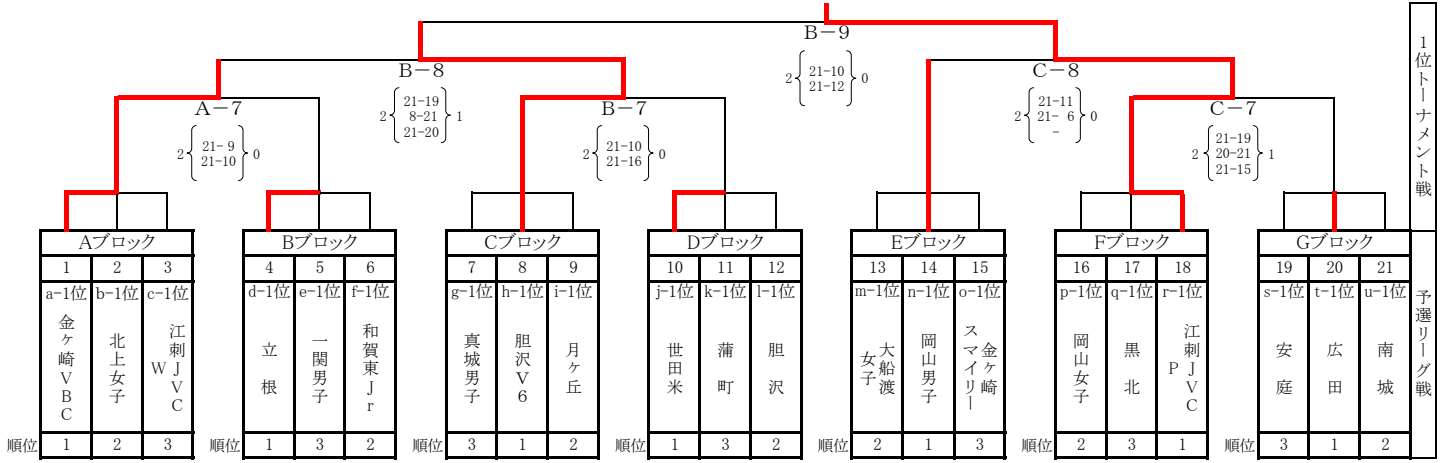 B－9
2 21-10 21-12 0
B－8
2 21-19 8-21 21-20 1
C－8
2 21-11 21- 6 － 0
A－7
2 21- 9 21-10 0
B－7
2 21-10 21-16 0
C－7
2 21-19 20-21 21-15 1
1位トーナメント戦
Aブロック Bブロック Cブロック Dブロック Eブロック Fブロック Gブロック
1 2 3 4 5 6 7 8 9 10 11 12 13 14 15 16 17 18 19 20 21
a-1位 b-1位 c-1位 d-1位 e-1位 f-1位 g-1位 h-1位 i-1位 j-1位 k-1位 l-1位 m-1位 n-1位 o-1位 p-1位 q-1位 r-1位 s-1位 t-1位 u-1位
金ヶ崎VBC
北上女子
江刺JVC
W
立根
一関男子
和賀東Jr
真城男子
胆沢V6
月ヶ丘
世田米
蒲町
胆沢
大船渡
女子
岡山男子
金ヶ崎
スマイリー
岡山女子
黒北
江刺JVC
P
安庭
広田
南城
予選リーグ戦
順位 1 2 3 順位 1 3 2 順位 3 1 2 順位 1 3 2 順位 2 1 3 順位 2 3 1 順位 3 1 2